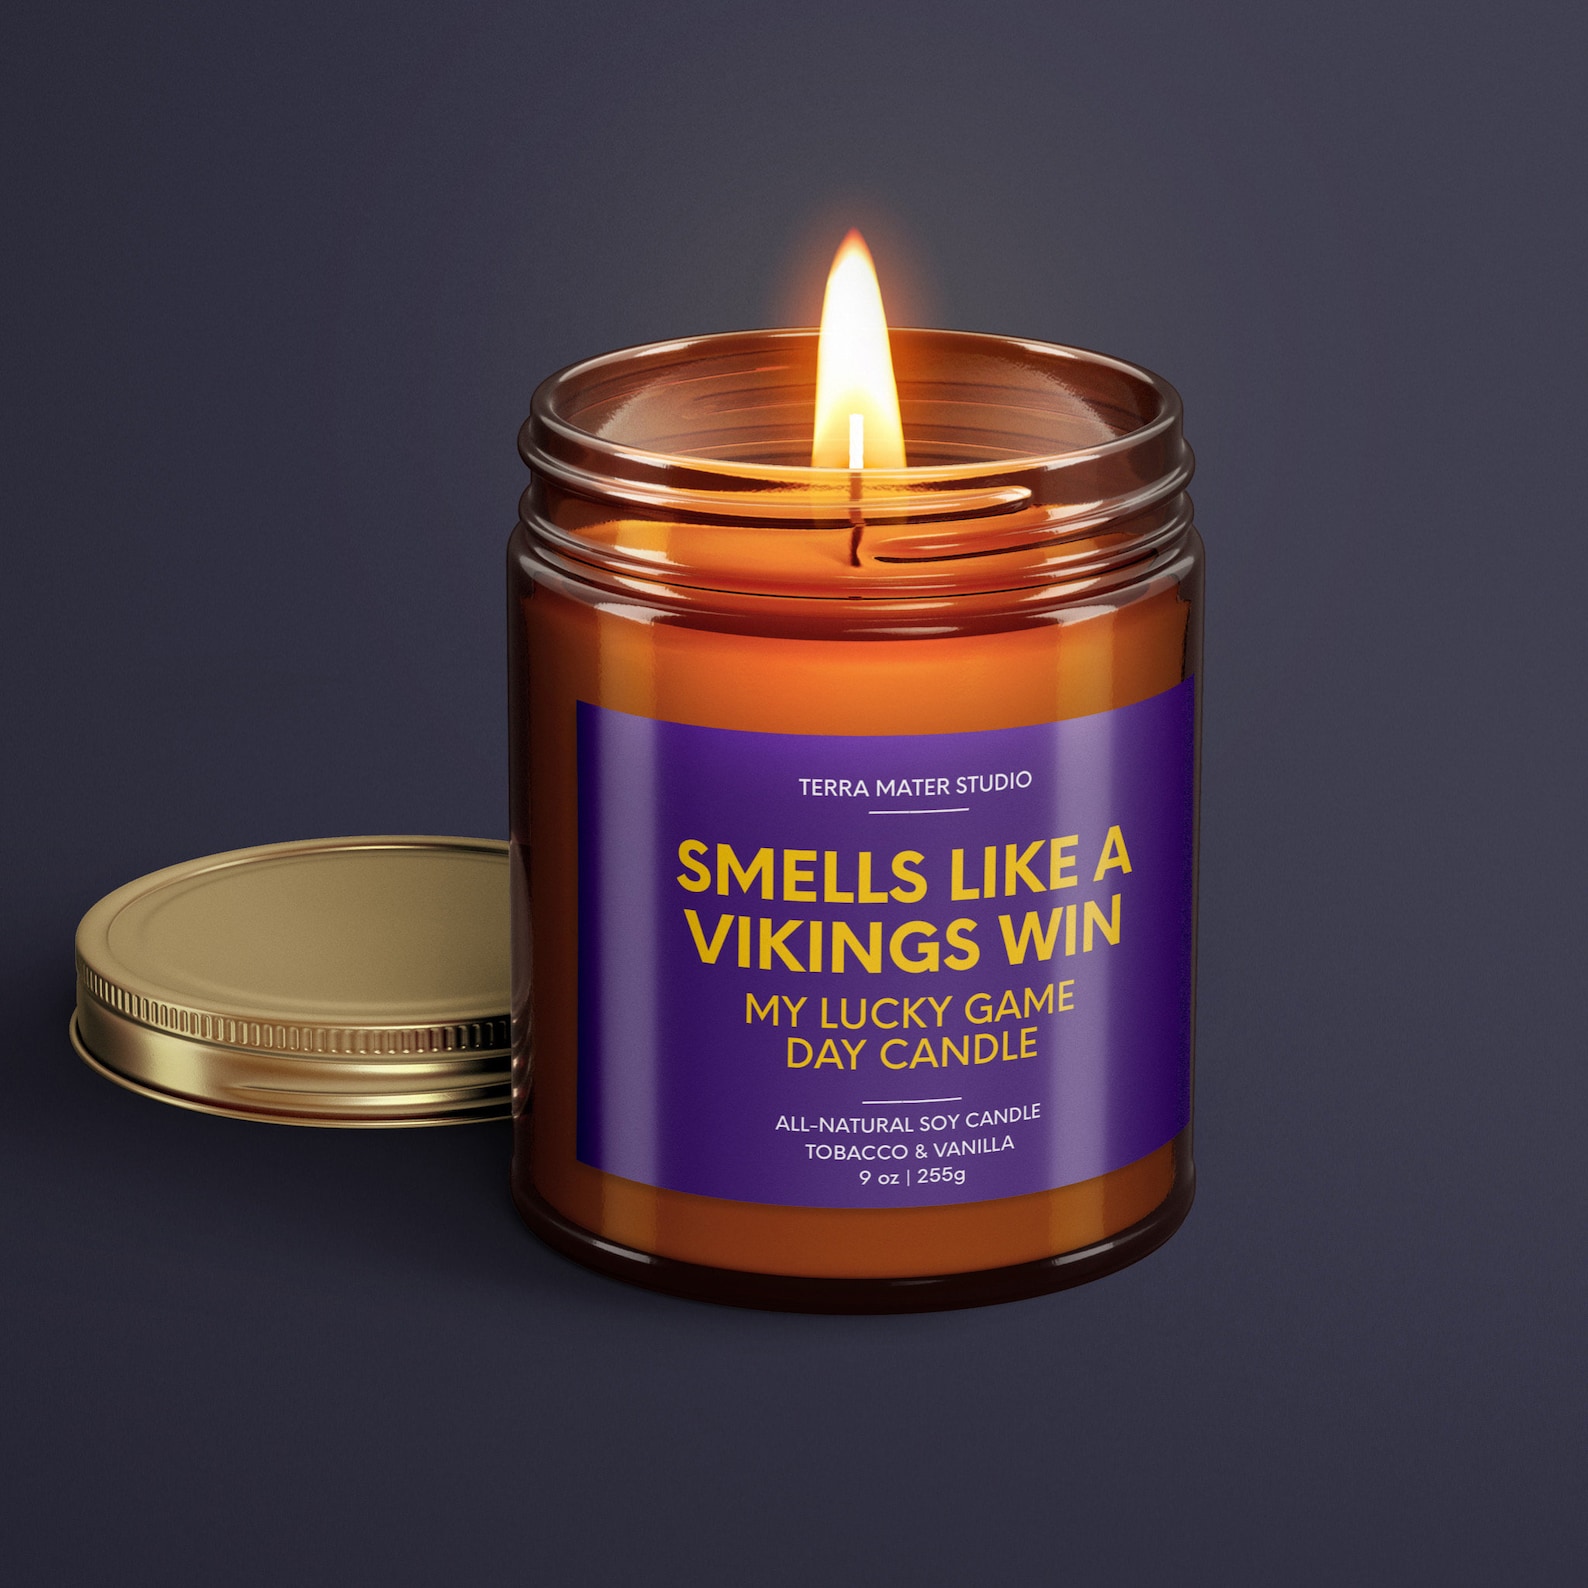 TERRA MATER STUDIO
SMELLS LIKE A
VIKINGS WIN
MY LUCKY GAME
DAY CANDLE
ALL-NATURAL SOY CANDLE
TOBACCO & VANILLA
9 oz | 255g